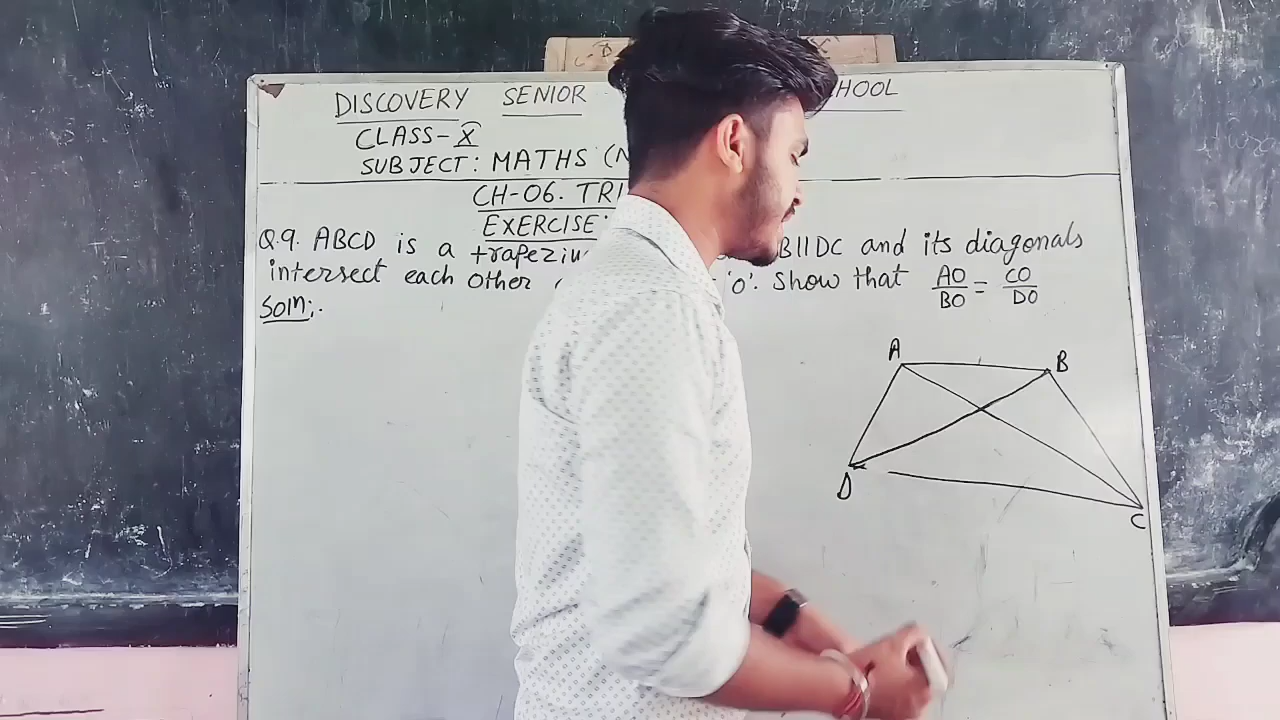 DISCOVERY SENIOR HOOL
CLASS-X
SUBJECT: MATHS (N
CH-06. TRI
EXERCISE:
Q.9. ABCD is a trapeziu B||DC and its diagonals
intersect each other 'O'. Show that AO/BO = CO/DO
Soln:.
A
B
D
C